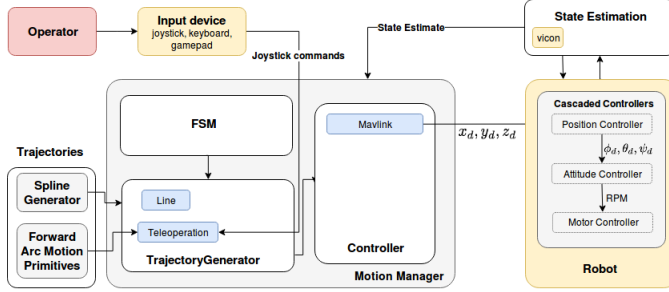 Operator
Input device
joystick, keyboard,
gamepad
Joystick commands
State Estimate
State Estimation
vicon
FSM
Mavlink
x_d, y_d, z_d
Cascaded Controllers
Position Controller
ϕ_d, θ_d, ψ_d
Attitude Controller
RPM
Motor Controller
Robot
Trajectories
Spline
Generator
Forward
Arc Motion
Primitives
Line
Teleoperation
TrajectoryGenerator
Controller
Motion Manager